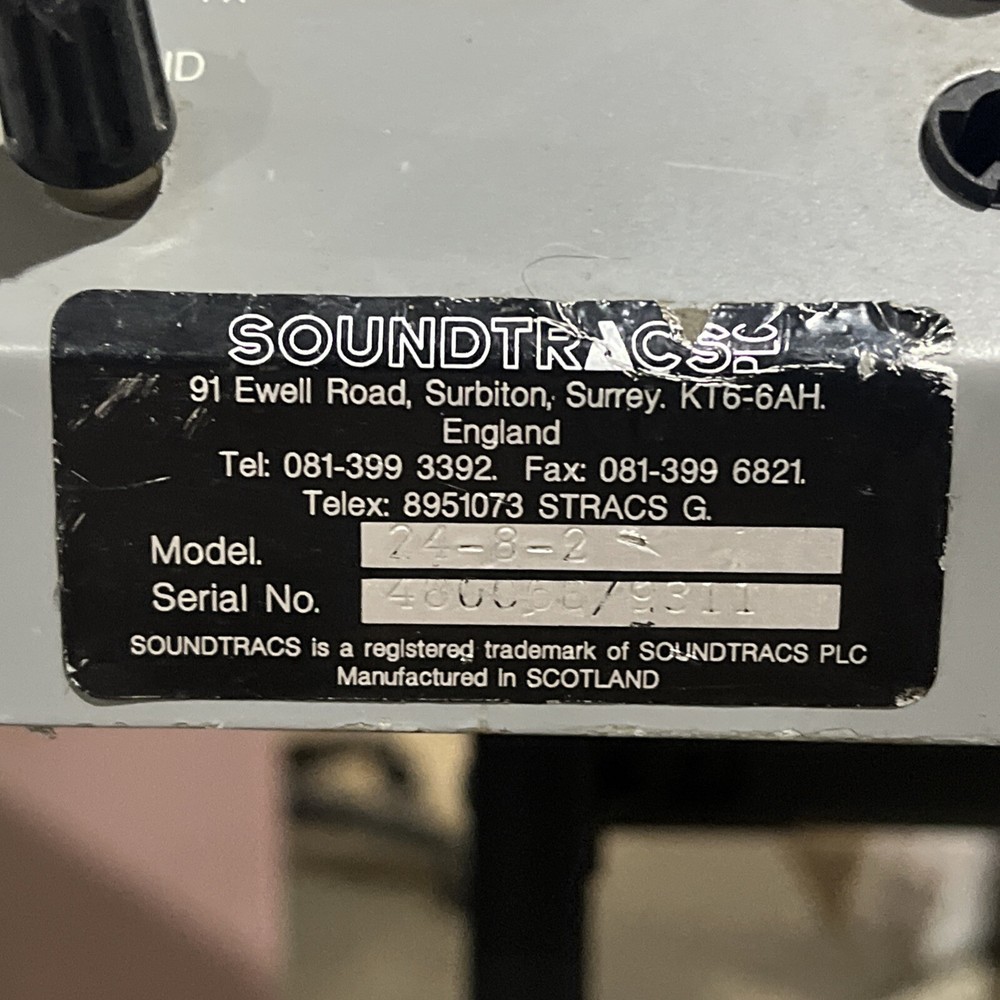 ID
SOUNDTRACS PLC
91 Ewell Road, Surbiton, Surrey. KT6-6AH.
England
Tel: 081-399 3392. Fax: 081-399 6821.
Telex: 8951073 STRACS G.
Model. 24-8-2
Serial No.
SOUNDTRACS is a registered trademark of SOUNDTRACS PLC
Manufactured in SCOTLAND